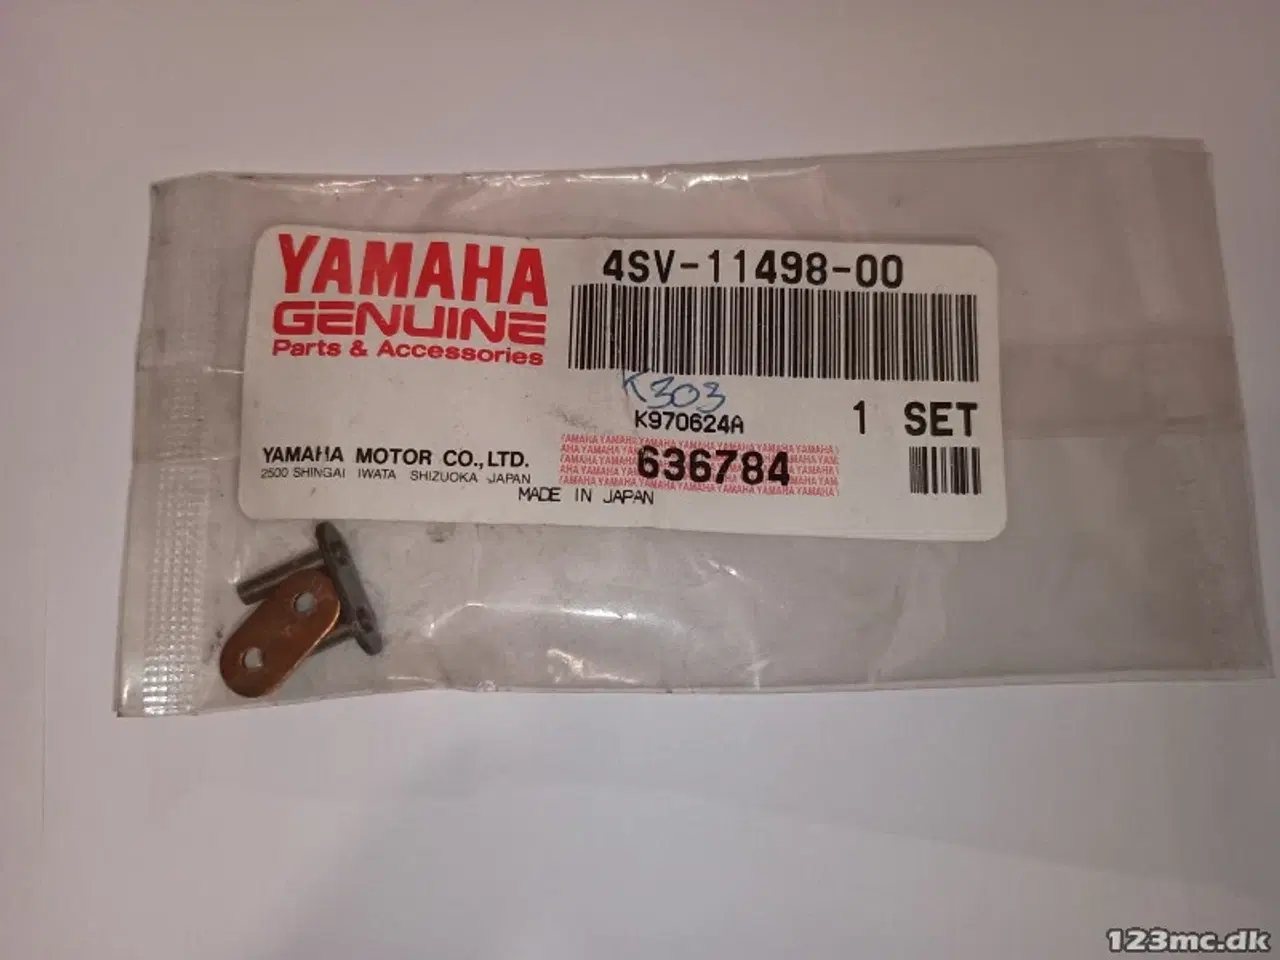 YAMAHA
GENUINE
Parts & Accessories
4SV-11498-00
K303
K970624A
1 SET
YAMAHA MOTOR CO., LTD.
2500 SHINGAI IWATA SHIZUOKA JAPAN
636784
MADE IN JAPAN
123mc.dk